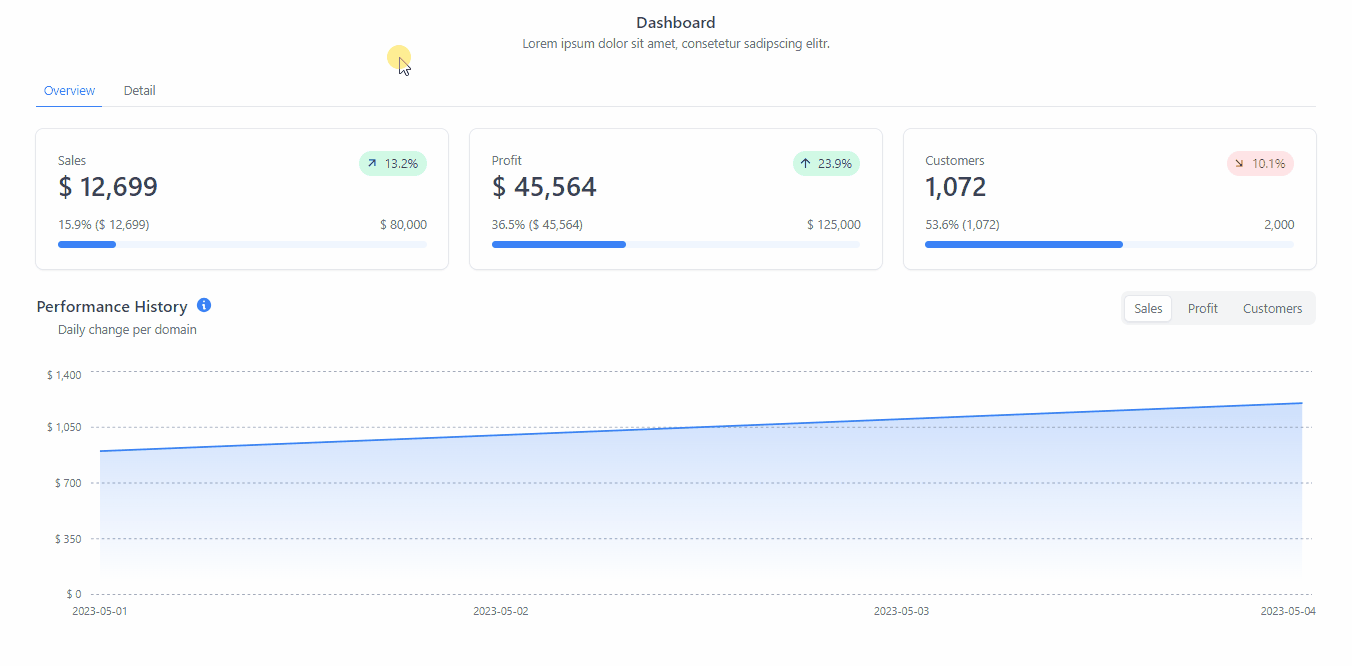 Dashboard
Lorem ipsum dolor sit amet, consetetur sadipscing elitr.
Overview Detail
Sales 13.2%
$ 12,699
15.9% ($ 12,699) $ 80,000
Profit 23.9%
$ 45,564
36.5% ($ 45,564) $ 125,000
Customers 10.1%
1,072
53.6% (1,072) 2,000
Performance History
Daily change per domain
Sales Profit Customers
$ 1,400
$ 1,050
$ 700
$ 350
$ 0
2023-05-01 2023-05-02 2023-05-03 2023-05-04